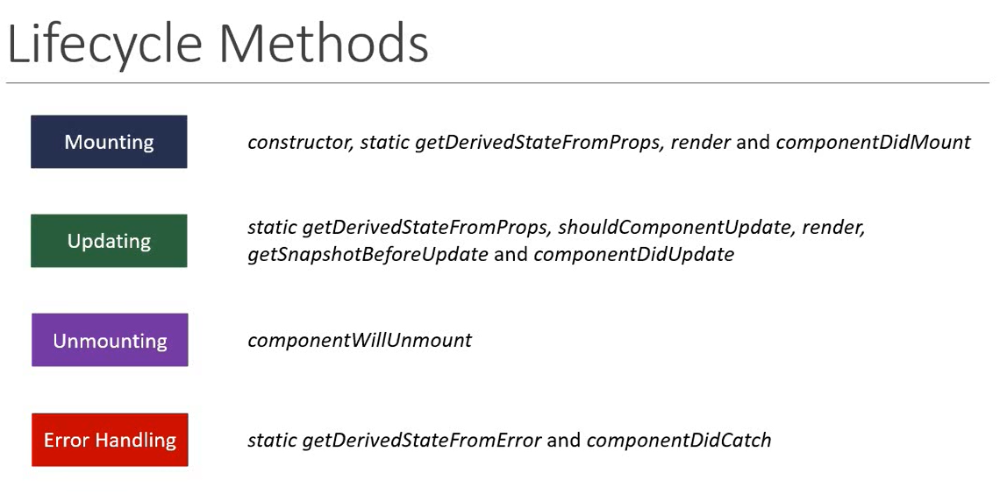 Lifecycle Methods
Mounting
constructor, static getDerivedStateFromProps, render and componentDidMount
Updating
static getDerivedStateFromProps, shouldComponentUpdate, render,
getSnapshotBeforeUpdate and componentDidUpdate
Unmounting
componentWillUnmount
Error Handling
static getDerivedStateFromError and componentDidCatch